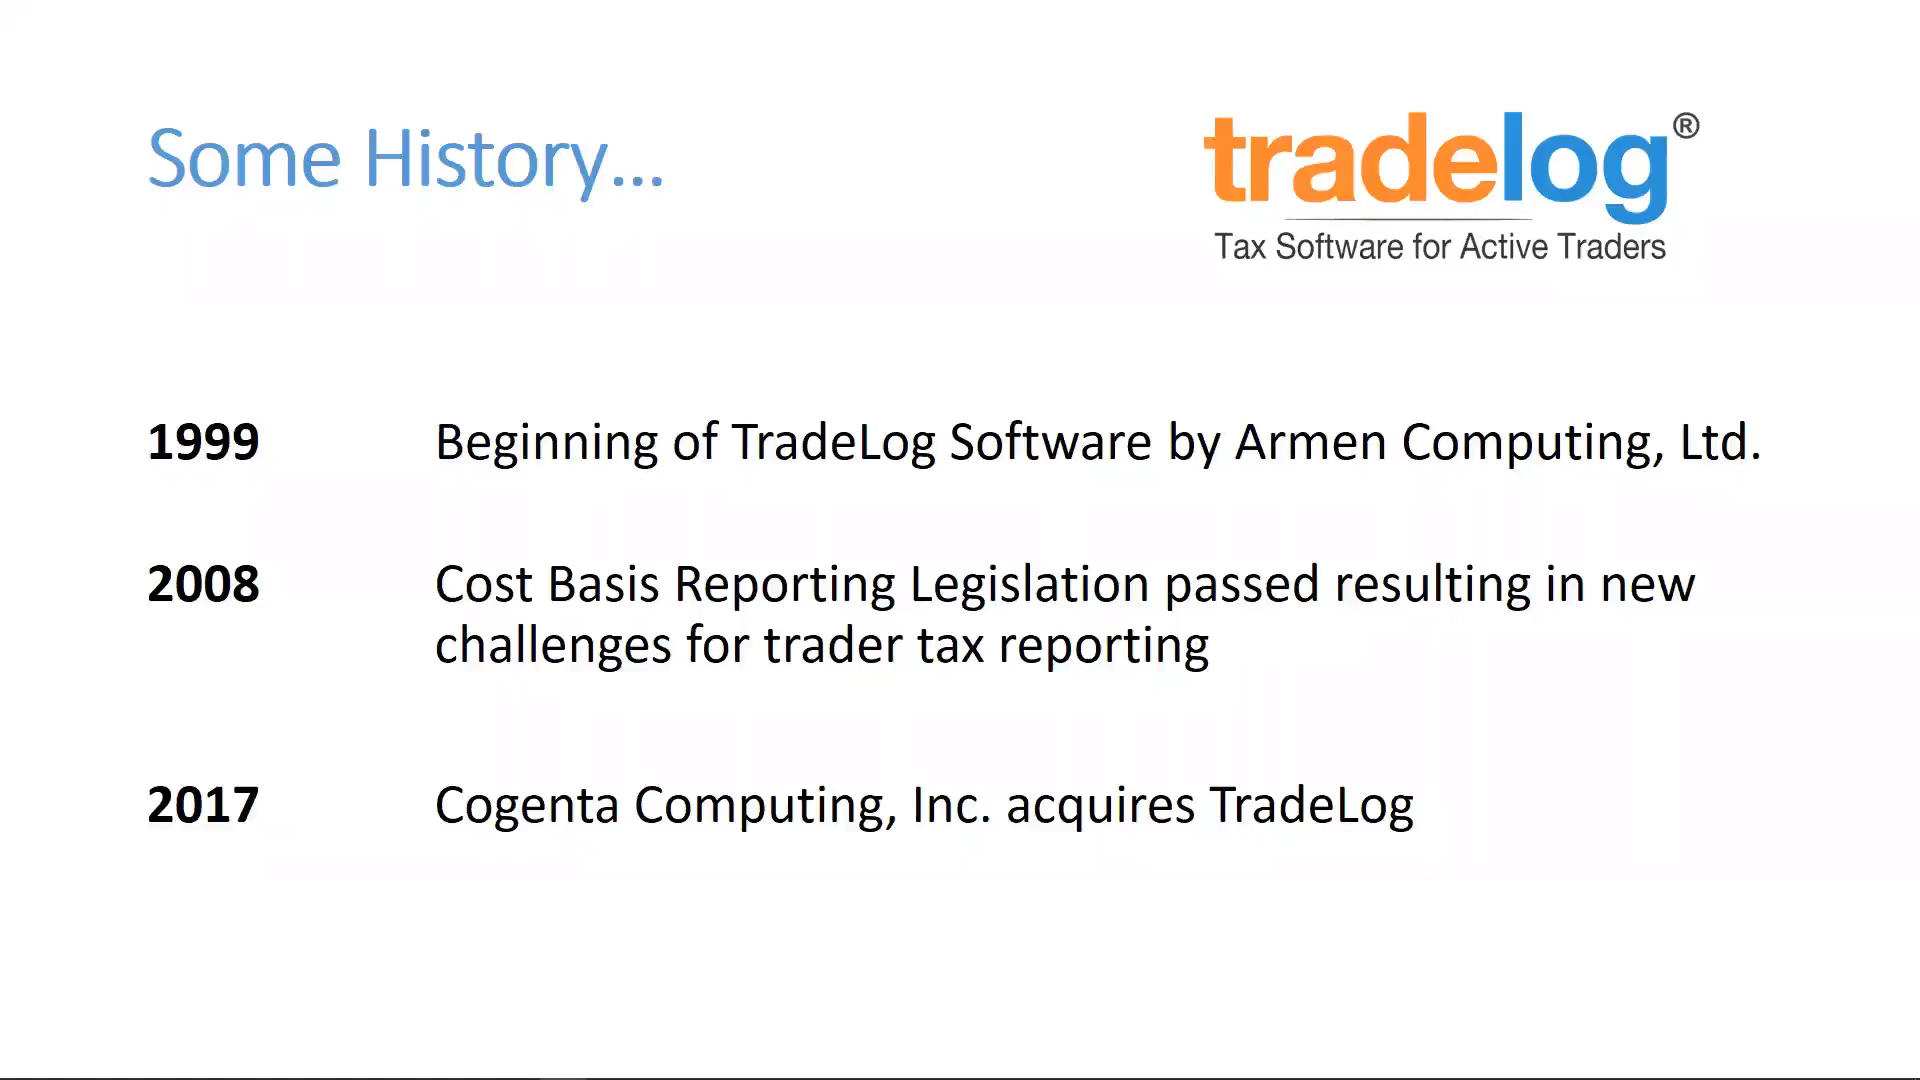 Some History...
tradelog®
Tax Software for Active Traders
1999 Beginning of TradeLog Software by Armen Computing, Ltd.
2008 Cost Basis Reporting Legislation passed resulting in new
challenges for trader tax reporting
2017 Cogenta Computing, Inc. acquires TradeLog